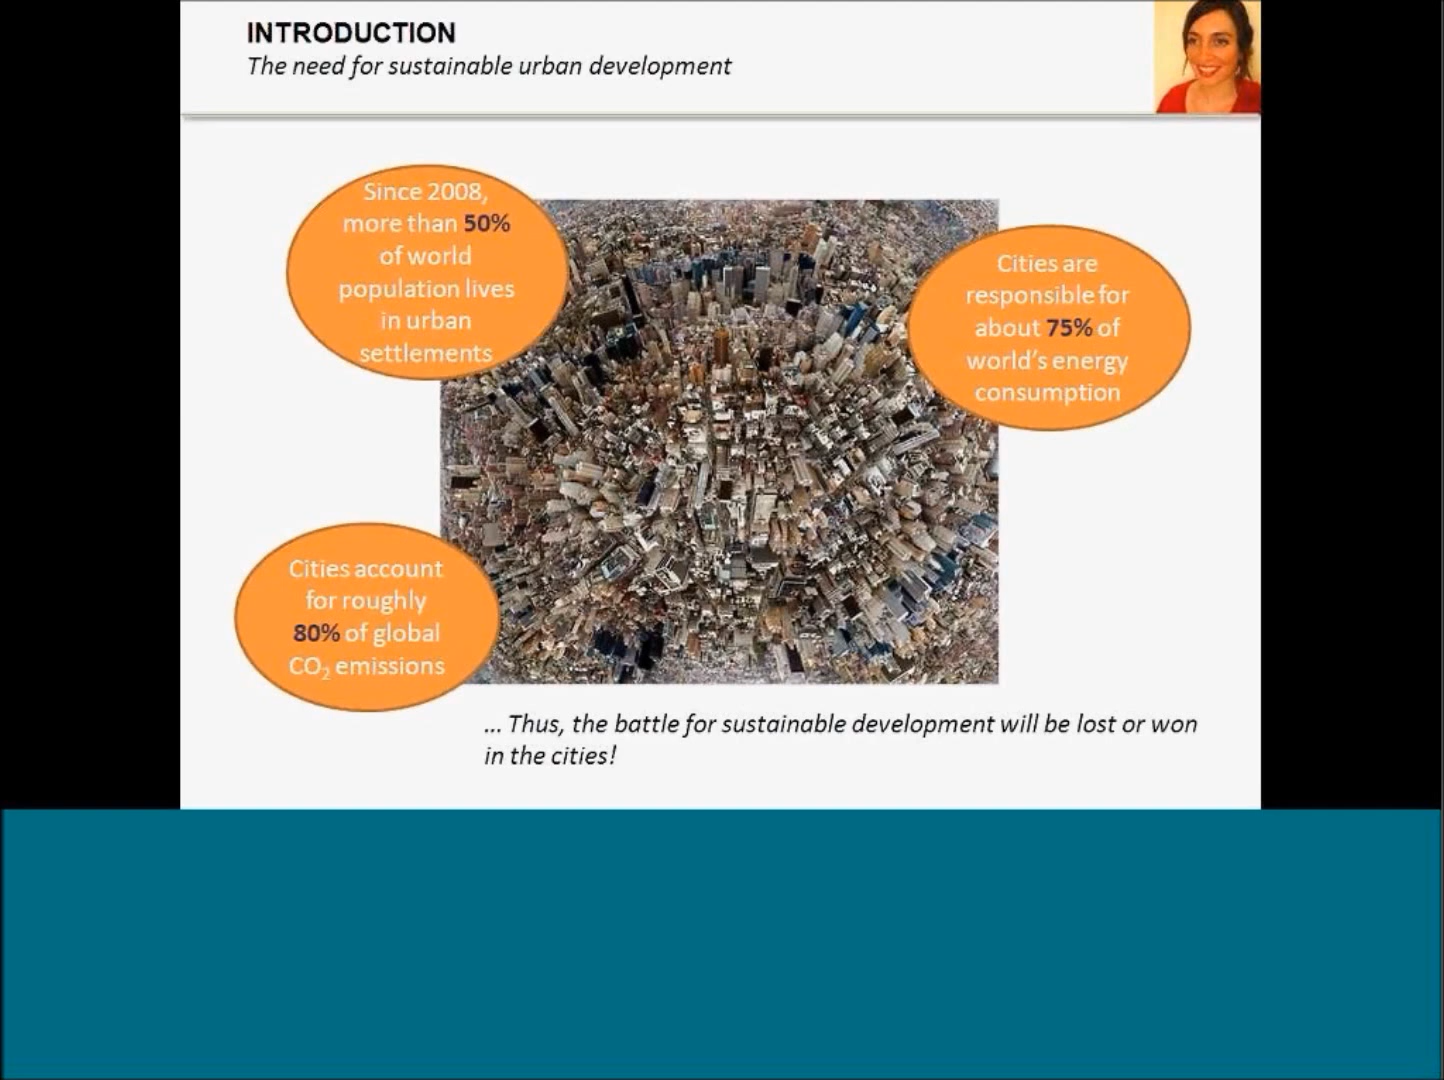 INTRODUCTION
The need for sustainable urban development
Since 2008,
more than 50%
of world
population lives
in urban
settlements
Cities are
responsible for
about 75% of
world's energy
consumption
Cities account
for roughly
80% of global
CO₂ emissions
... Thus, the battle for sustainable development will be lost or won
in the cities!